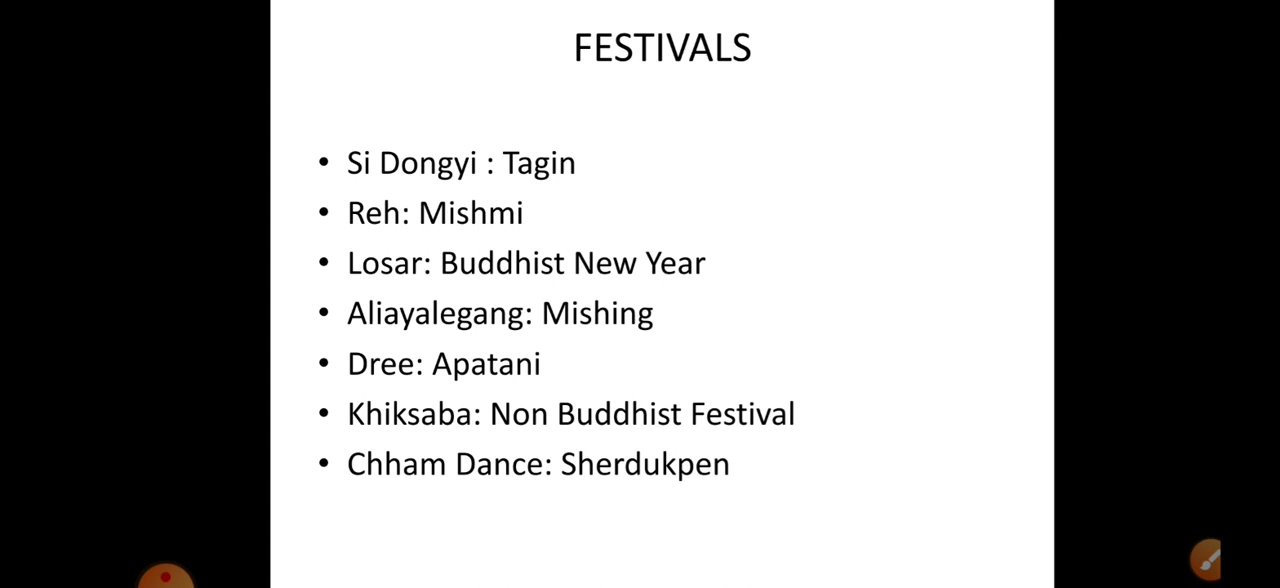 FESTIVALS
• Si Dongyi : Tagin
• Reh: Mishmi
• Losar: Buddhist New Year
• Aliayalegang: Mishing
• Dree: Apatani
• Khiksaba: Non Buddhist Festival
• Chham Dance: Sherdukpen